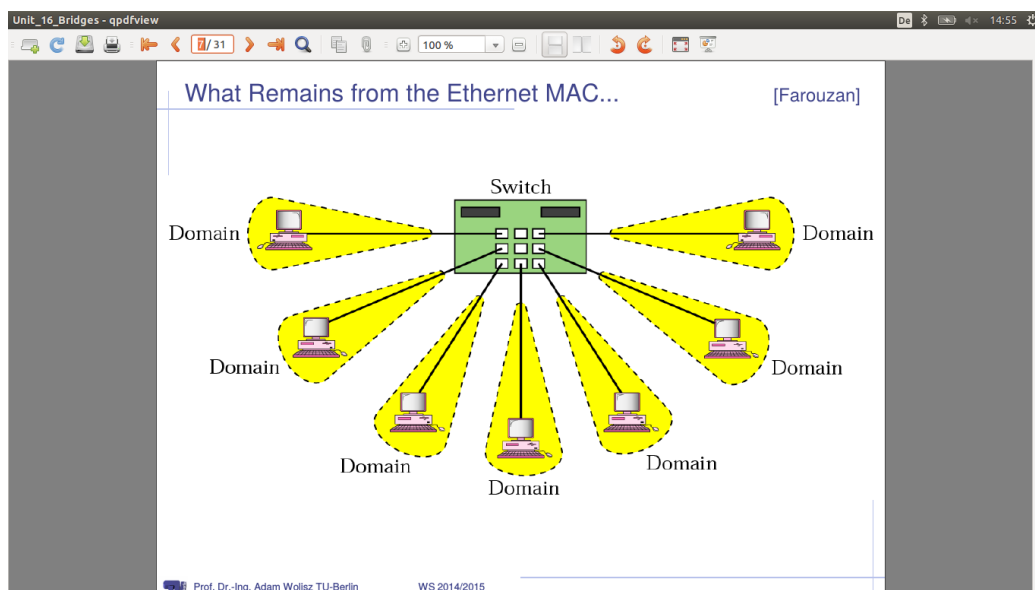 Unit_16_Bridges - qpdfview
De
14:55
7/ 31
100 %
What Remains from the Ethernet MAC...
[Farouzan]
Switch
Domain
Domain
Domain
Domain
Domain
Domain
Domain
Prof. Dr.-Ing. Adam Wolisz TU-Berlin
WS 2014/2015